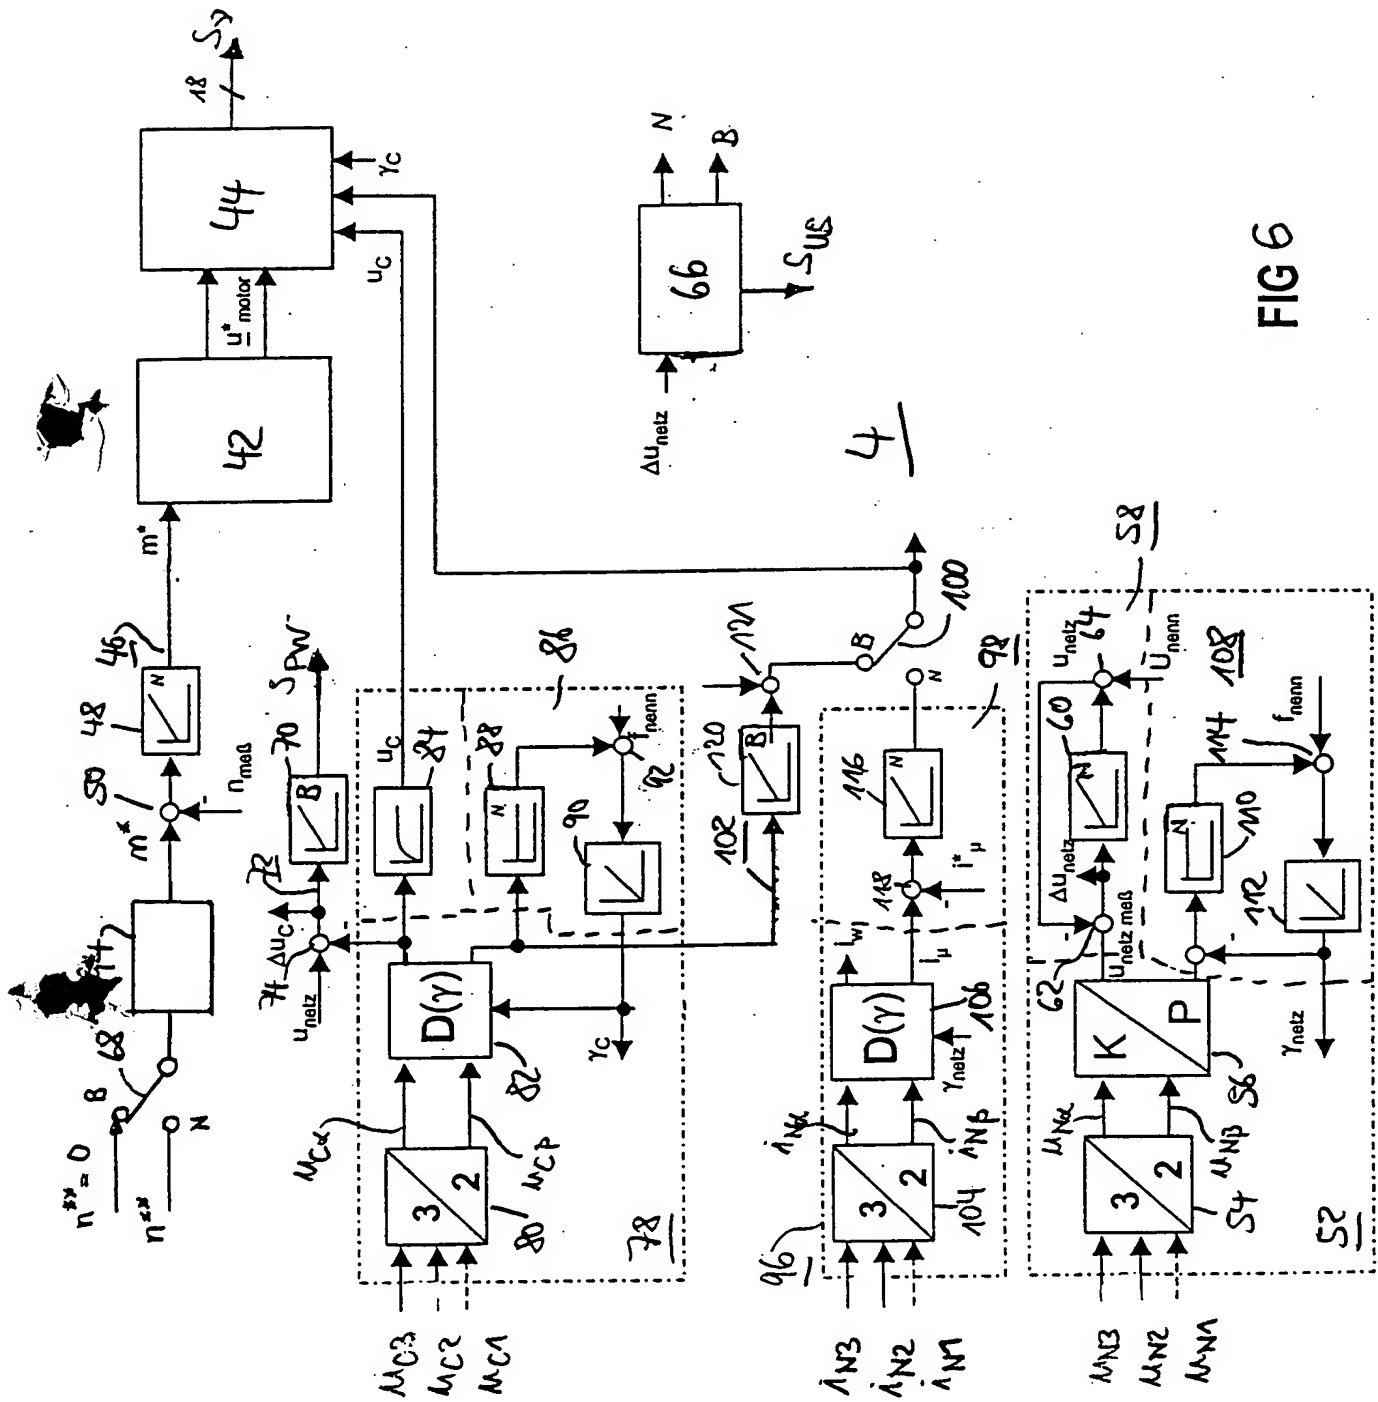 n** = 0
n**
B
N
68
m*
50
n_meß
48
46
N
m*
42
u*_motor
44
18
S_ν
u_C
γ_C
u_netz
74
Δu_C
72
70
B
S_PW
u_C3
u_C2
u_C1
3
2
80
u_Cα
u_Cβ
D(γ)
82
γ_C
78
u_C
84
86
88
N
90
92
f_nenn
102
120
B
121
B
N
100
4
Δu_netz
66
N
B
S_US
i_N3
i_N2
i_N1
96
3
2
104
i_Nα
i_Nβ
D(γ)
106
γ_netz
i_w
i_μ
118
i*_μ
116
N
98
u_N3
u_N2
u_N1
3
2
54
u_Nα
u_Nβ
K
P
56
52
62
u_netz meß
Δu_netz
60
N
u_netz
64
U_nenn
58
108
N
110
112
114
f_nenn
γ_netz
FIG 6